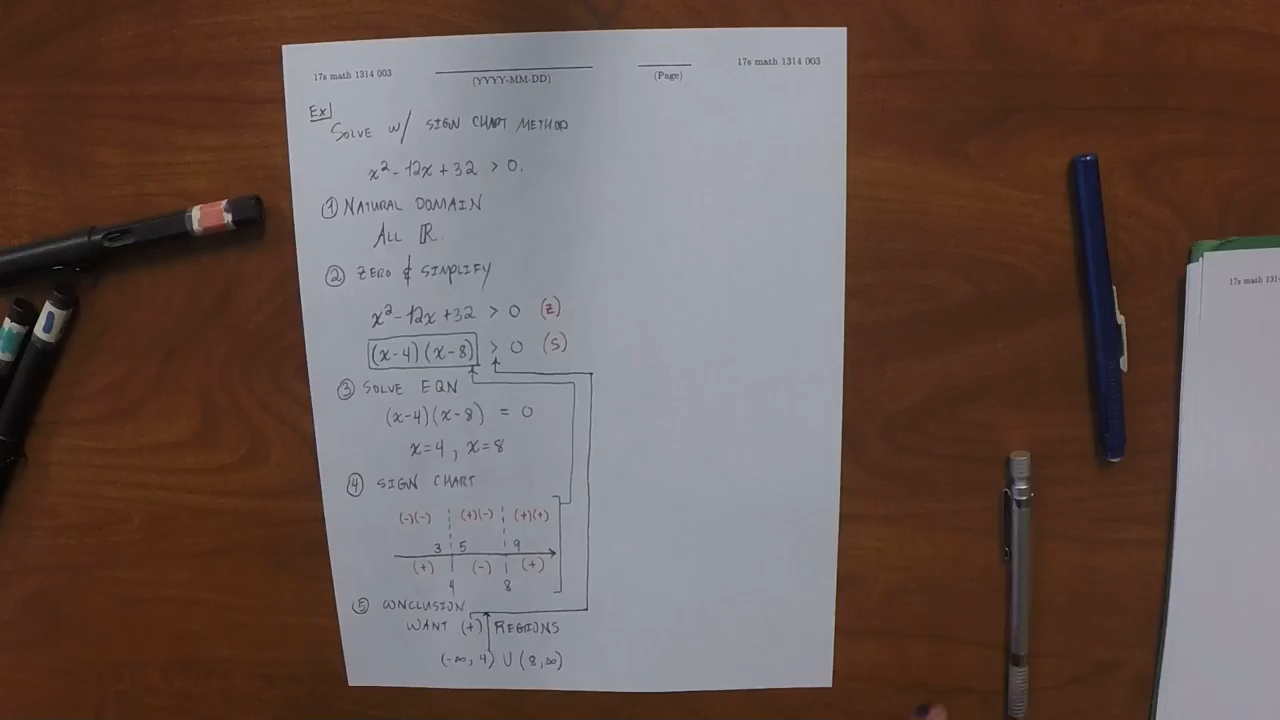 17s math 1314 003
(YYYY-MM-DD)
(Page)
17s math 1314 003
Ex
SOLVE W/ SIGN CHART METHOD
x² - 12x + 32 > 0.
① NATURAL DOMAIN
ALL ℝ.
② ZERO & SIMPLIFY
x² - 12x + 32 > 0 (Z)
(x-4)(x-8) > 0 (S)
③ SOLVE EQN
(x-4)(x-8) = 0
x=4, x=8
④ SIGN CHART
(-)(-) (+)(-) (+)(+)
3 5 9
(+) (-) (+)
4 8
⑤ CONCLUSION
WANT (+) REGIONS
(-∞, 4) ∪ (8, ∞)
17s math 131